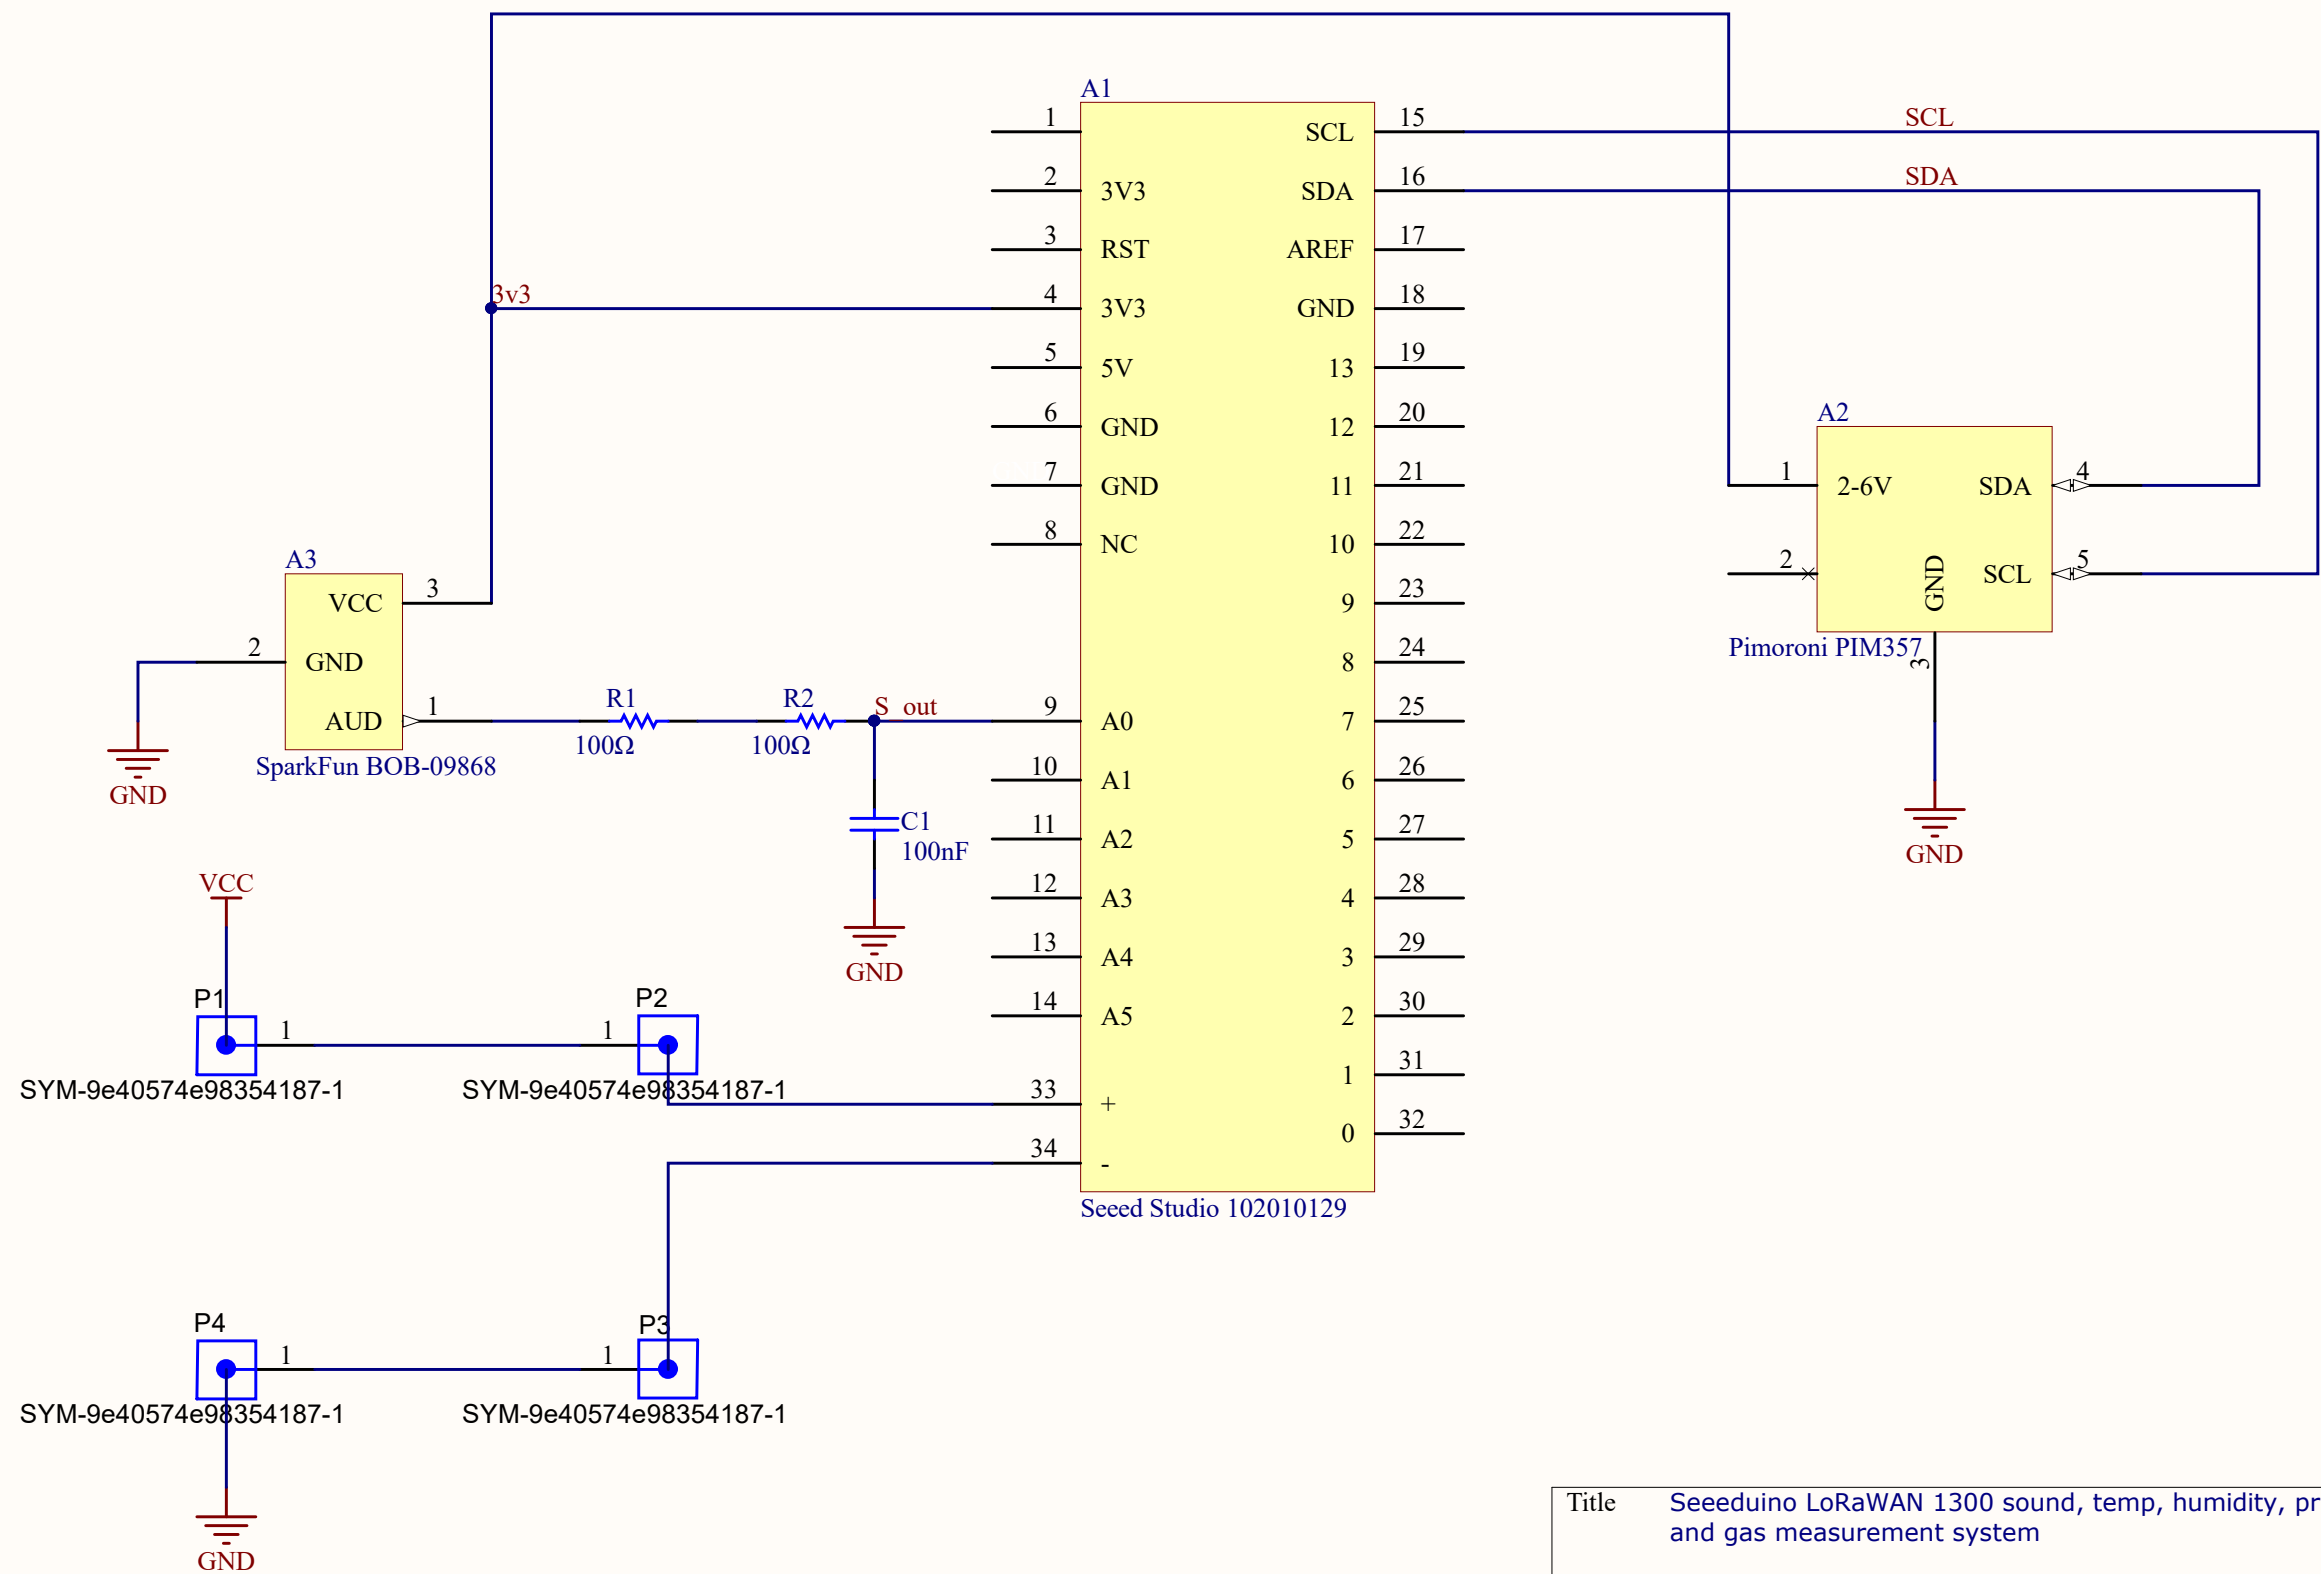 A1
1
SCL
15
SCL
2
3V3
SDA
16
SDA
3
RST
AREF
17
3v3
4
3V3
GND
18
5
5V
13
19
6
GND
12
20
7
GND
11
21
8
NC
10
22
9
23
8
24
9
A0
7
25
10
A1
6
26
11
A2
5
27
12
A3
4
28
13
A4
3
29
14
A5
2
30
1
31
33
+
0
32
34
-
Seeed Studio 102010129
A2
1
2-6V
SDA
4
2
GND
SCL
5
Pimoroni PIM357
3
GND
A3
VCC
3
2
GND
AUD
1
SparkFun BOB-09868
GND
R1
100Ω
R2
100Ω
S_out
C1
100nF
GND
VCC
P1
1
SYM-9e40574e98354187-1
P2
1
SYM-9e40574e98354187-1
P4
1
SYM-9e40574e98354187-1
P3
1
SYM-9e40574e98354187-1
GND
Title Seeeduino LoRaWAN 1300 sound, temp, humidity, pr
and gas measurement system